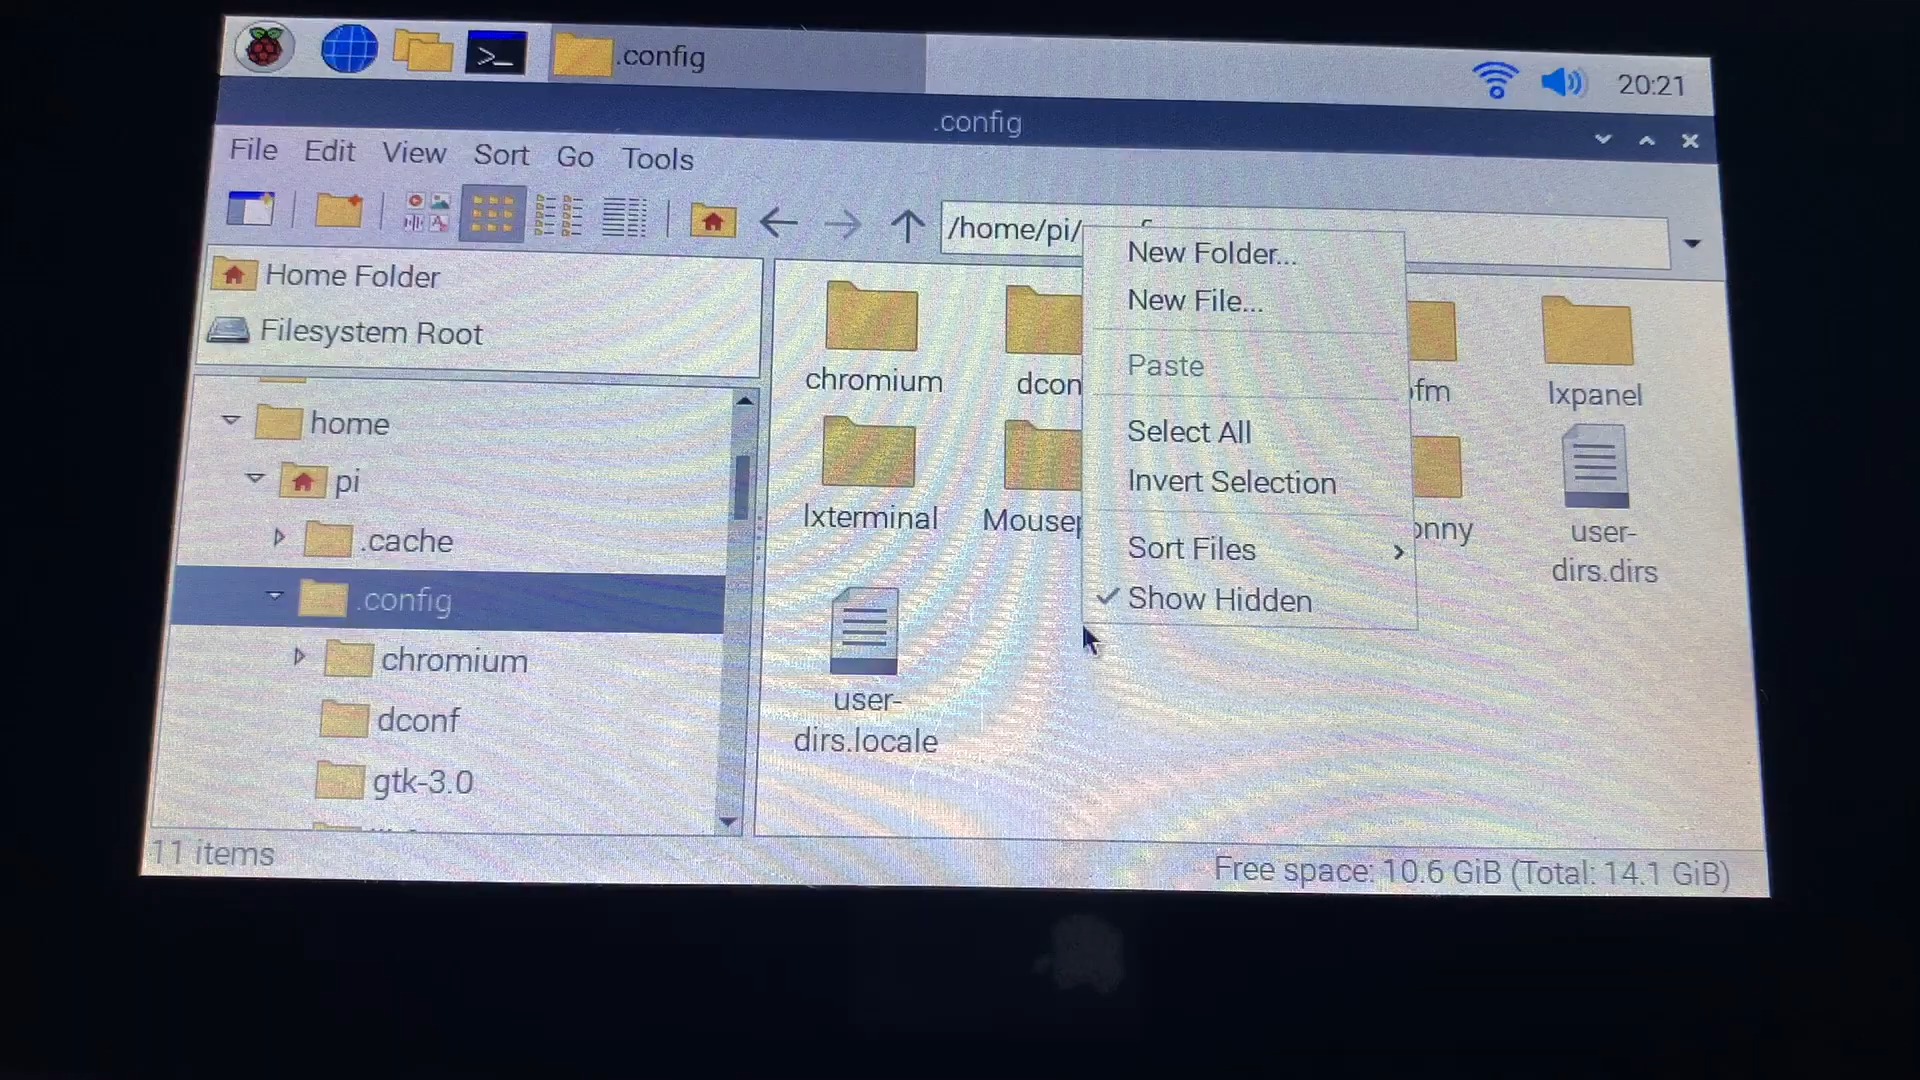 .config
20:21
.config
File Edit View Sort Go Tools
/home/pi/
Home Folder
Filesystem Root
home
pi
.cache
.config
chromium
dconf
gtk-3.0
chromium
dcon
fm
lxpanel
lxterminal
Mousep
onny
user-
dirs.dirs
user-
dirs.locale
New Folder...
New File...
Paste
Select All
Invert Selection
Sort Files
Show Hidden
11 items
Free space: 10.6 GiB (Total: 14.1 GiB)